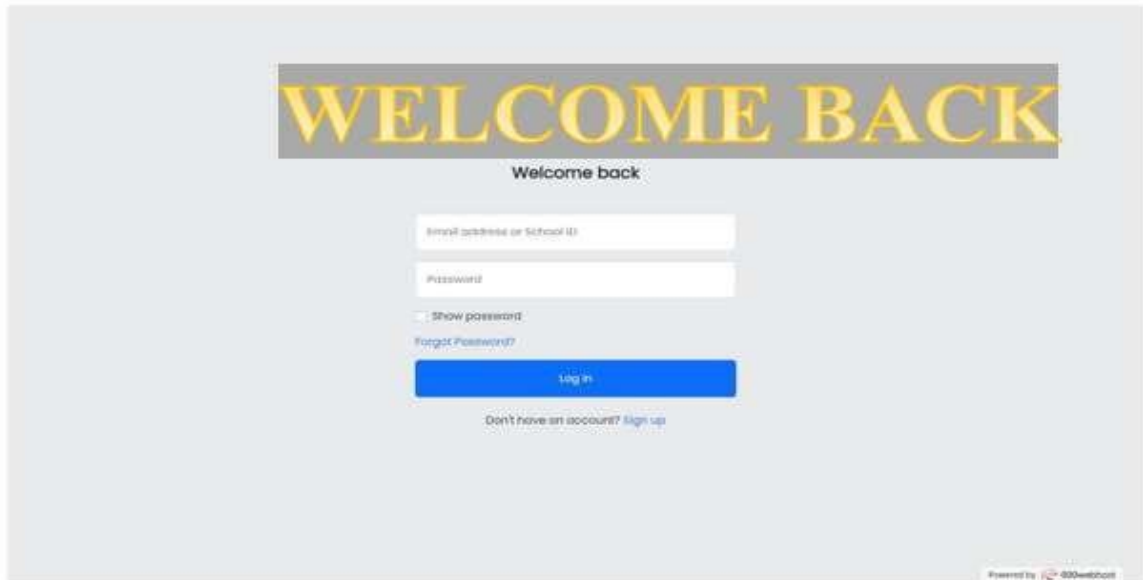 WELCOME BACK
Welcome back
Email address or School ID
Password
Show password
Forgot Password?
Log in
Don't have an account? Sign up
Powered by 000webhost